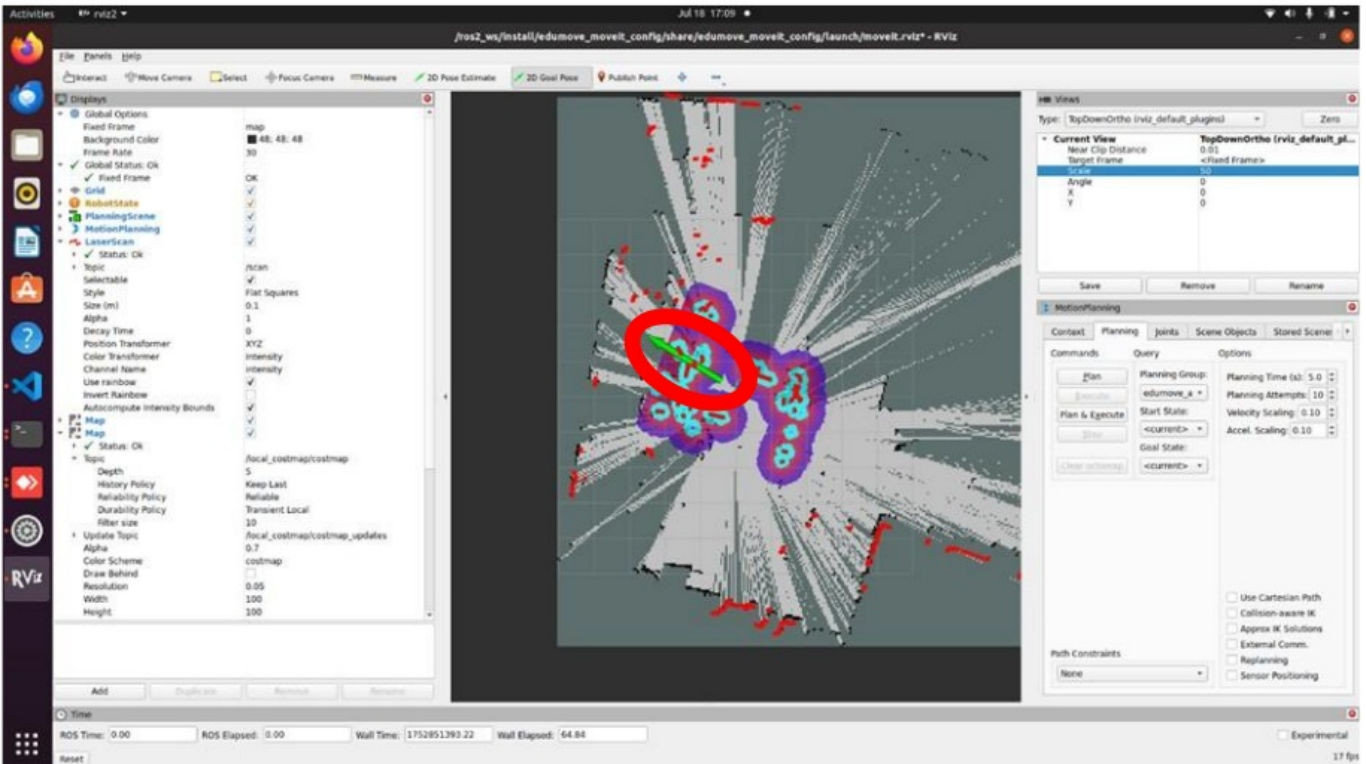 Activities
rviz2
Jul 18 17:09
/ros2_ws/install/edumove_moveit_config/share/edumove_moveit_config/launch/moveit.rviz* - RViz
File Panels Help
Interact Move Camera Select Focus Camera Measure 2D Pose Estimate 2D Goal Pose Publish Point
Displays
Global Options
Fixed Frame map
Background Color 48; 48; 48
Frame Rate 30
Global Status: Ok
Fixed Frame OK
Grid
RobotState
PlanningScene
MotionPlanning
LaserScan
Status: Ok
Topic /scan
Selectable
Style Flat Squares
Size (m) 0.1
Alpha 1
Decay Time 0
Position Transformer XYZ
Color Transformer Intensity
Channel Name intensity
Use rainbow
Invert Rainbow
Autocompute Intensity Bounds
Map
Map
Status: Ok
Topic /local_costmap/costmap
Depth 5
History Policy Keep Last
Reliability Policy Reliable
Durability Policy Transient Local
Filter size 10
Update Topic /local_costmap/costmap_updates
Alpha 0.7
Color Scheme costmap
Draw Behind
Resolution 0.05
Width 100
Height 100
Add Duplicate Remove Rename
Views
Type: TopDownOrtho (rviz_default_plugins) Zero
Current View TopDownOrtho (rviz_default_pl...
Near Clip Distance 0.01
Target Frame <Fixed Frame>
Scale 50
Angle 0
X 0
Y 0
Save Remove Rename
MotionPlanning
Context Planning Joints Scene Objects Stored Scenes
Commands Query Options
Plan
Execute
Plan & Execute
Stop
Clear octomap
Planning Group:
edumove_a
Start State:
<current>
Goal State:
<current>
Planning Time (s): 5.0
Planning Attempts: 10
Velocity Scaling: 0.10
Accel. Scaling: 0.10
Use Cartesian Path
Collision-aware IK
Approx IK Solutions
External Comm.
Replanning
Sensor Positioning
Path Constraints
None
RViz
Time
ROS Time: 0.00 ROS Elapsed: 0.00 Wall Time: 1752851393.22 Wall Elapsed: 64.84 Experimental
Reset 17 fps